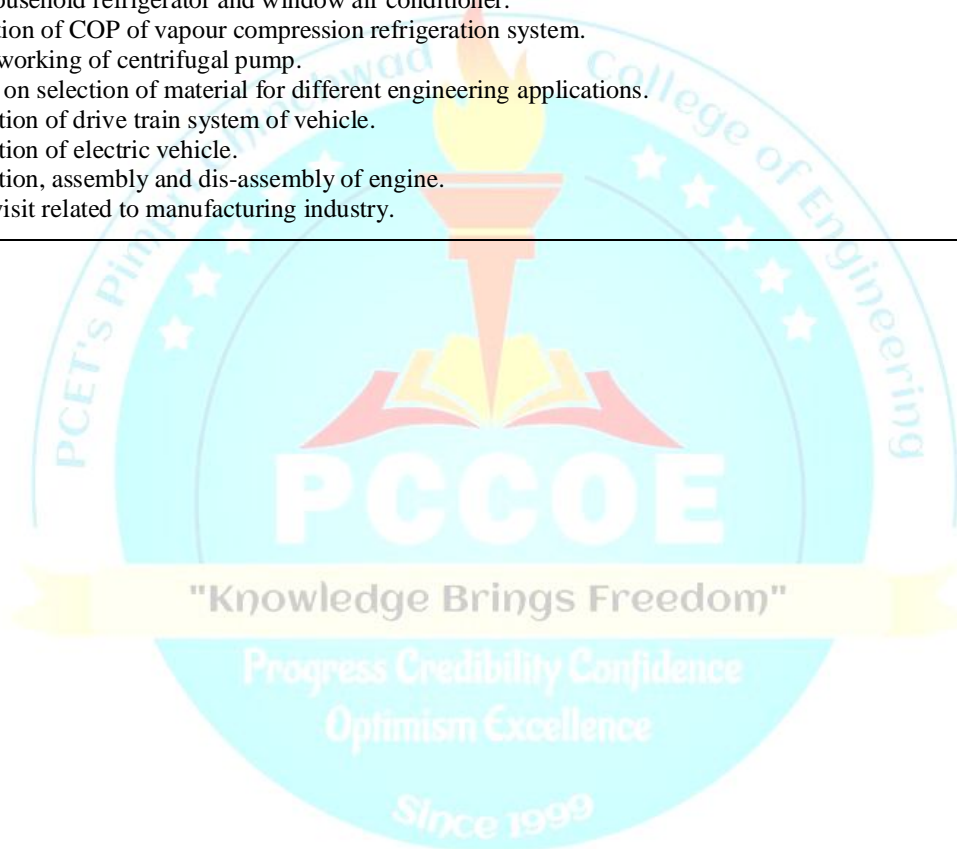 ousehold refrigerator and window air conditioner.
tion of COP of vapour compression refrigeration system.
working of centrifugal pump.
on selection of material for different engineering applications.
tion of drive train system of vehicle.
tion of electric vehicle.
tion, assembly and dis-assembly of engine.
visit related to manufacturing industry.
PCET's Pimpri Chinchwad College of Engineering
PCCOE
"Knowledge Brings Freedom"
Progress Credibility Confidence
Optimism Excellence
Since 1999